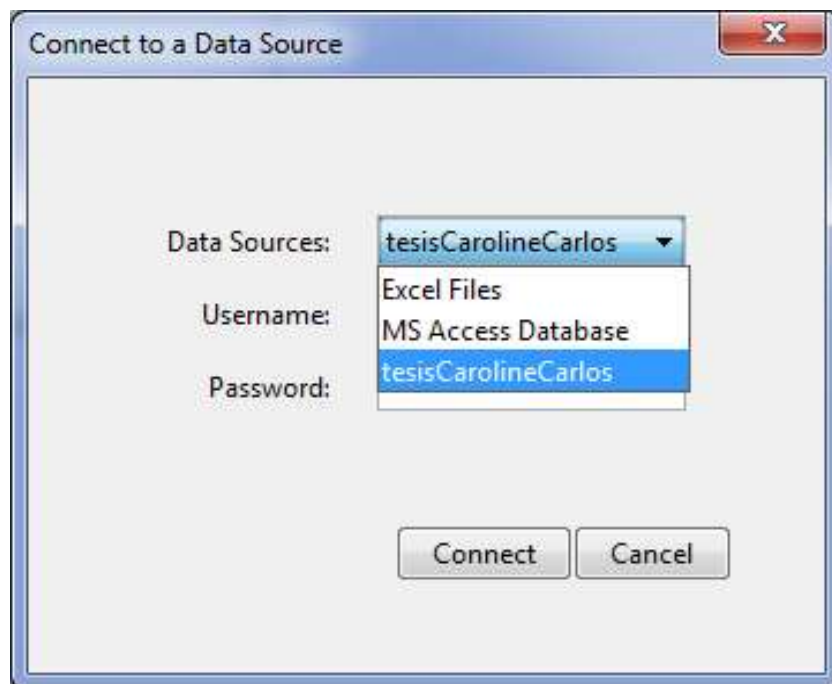 Connect to a Data Source
Data Sources: tesisCarolineCarlos
Excel Files
Username:
MS Access Database
tesisCarolineCarlos
Password:
Connect Cancel